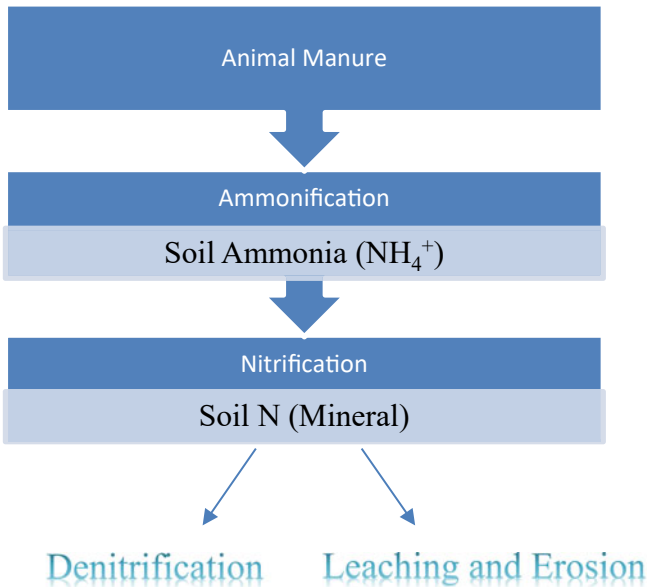 Animal Manure
Ammonification
Soil Ammonia (NH₄⁺)
Nitrification
Soil N (Mineral)
Denitrification
Leaching and Erosion